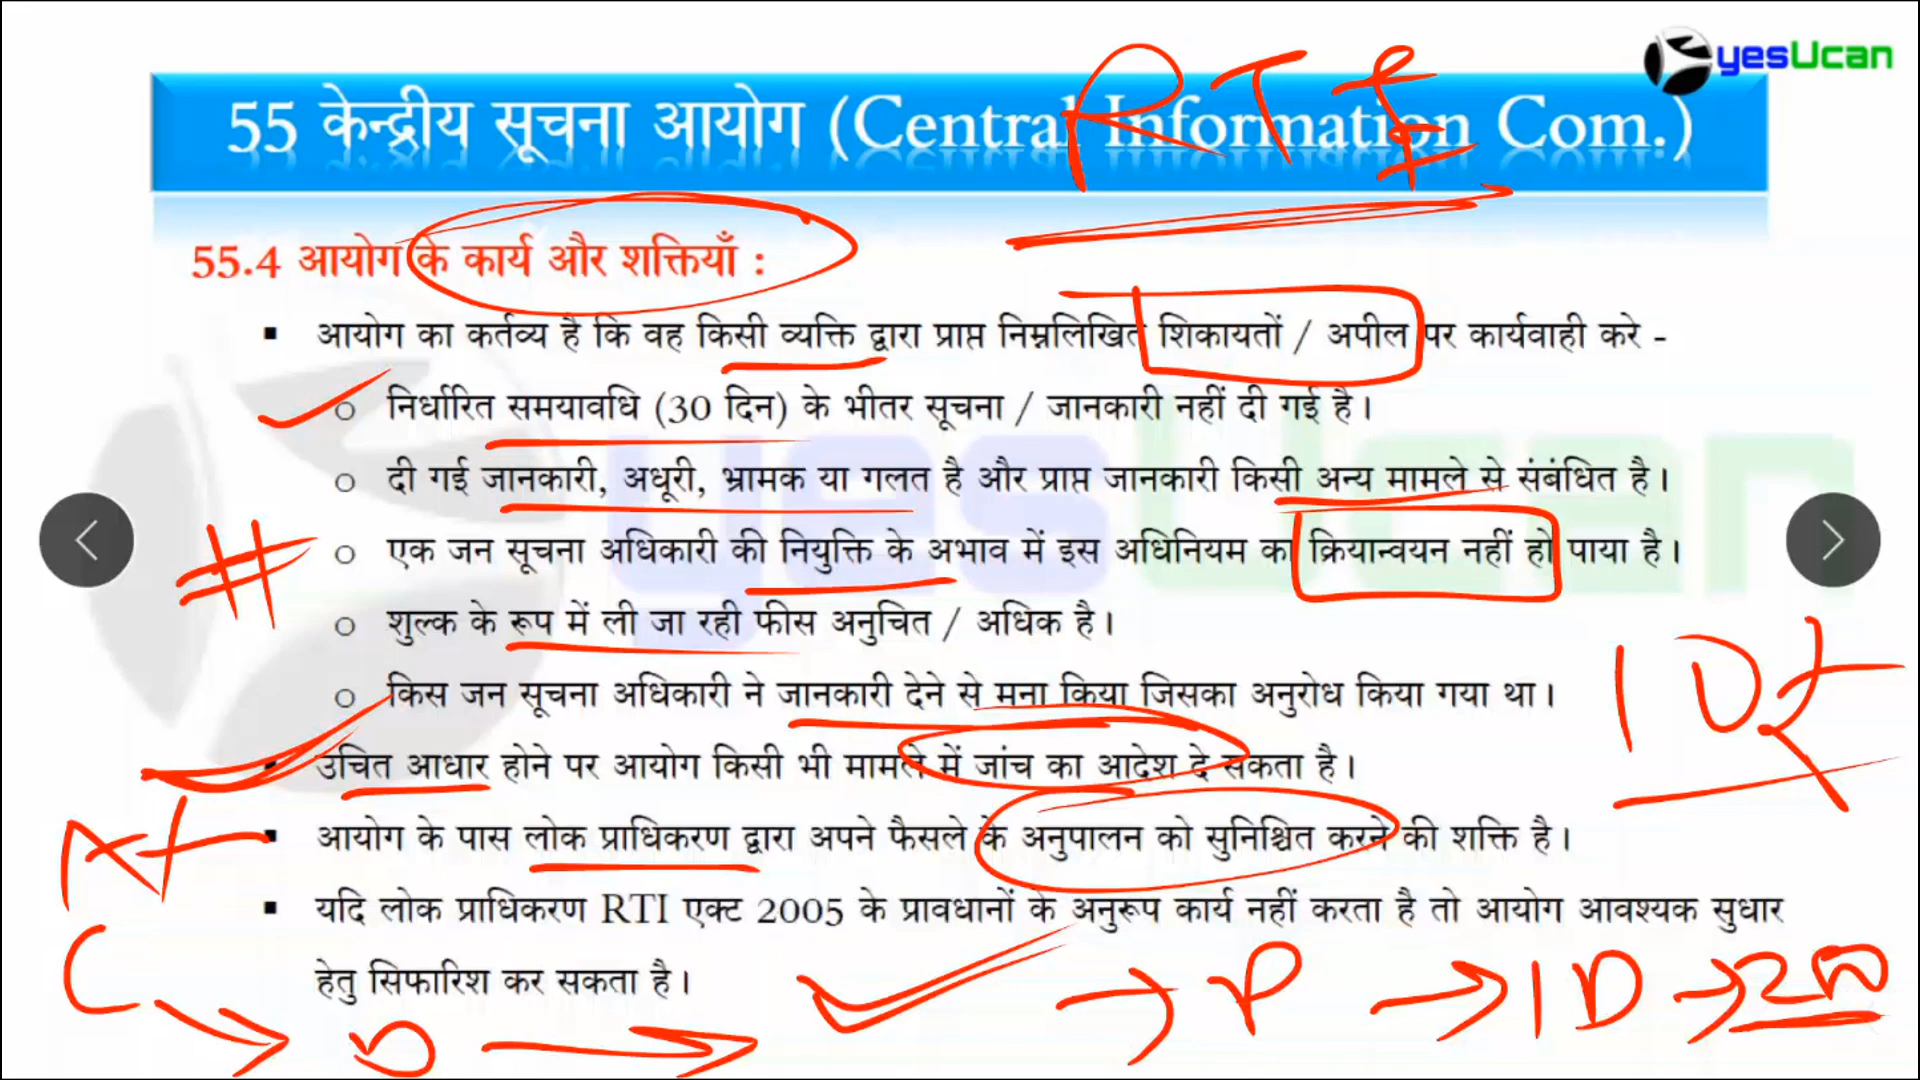 yesUcan
55 केन्द्रीय सूचना आयोग (Central Information Com.)
RTI
55.4 आयोग के कार्य और शक्तियाँ :
▪ आयोग का कर्तव्य है कि वह किसी व्यक्ति द्वारा प्राप्त निम्नलिखित शिकायतों / अपील पर कार्यवाही करे -
o निर्धारित समयावधि (30 दिन) के भीतर सूचना / जानकारी नहीं दी गई है।
o दी गई जानकारी, अधूरी, भ्रामक या गलत है और प्राप्त जानकारी किसी अन्य मामले से संबंधित है।
o एक जन सूचना अधिकारी की नियुक्ति के अभाव में इस अधिनियम का क्रियान्वयन नहीं हो पाया है।
o शुल्क के रूप में ली जा रही फीस अनुचित / अधिक है।
o किस जन सूचना अधिकारी ने जानकारी देने से मना किया जिसका अनुरोध किया गया था।
▪ उचित आधार होने पर आयोग किसी भी मामले में जांच का आदेश दे सकता है।
▪ आयोग के पास लोक प्राधिकरण द्वारा अपने फैसले के अनुपालन को सुनिश्चित करने की शक्ति है।
▪ यदि लोक प्राधिकरण RTI एक्ट 2005 के प्रावधानों के अनुरूप कार्य नहीं करता है तो आयोग आवश्यक सुधार
हेतु सिफारिश कर सकता है।
C → D → → P → 1D →